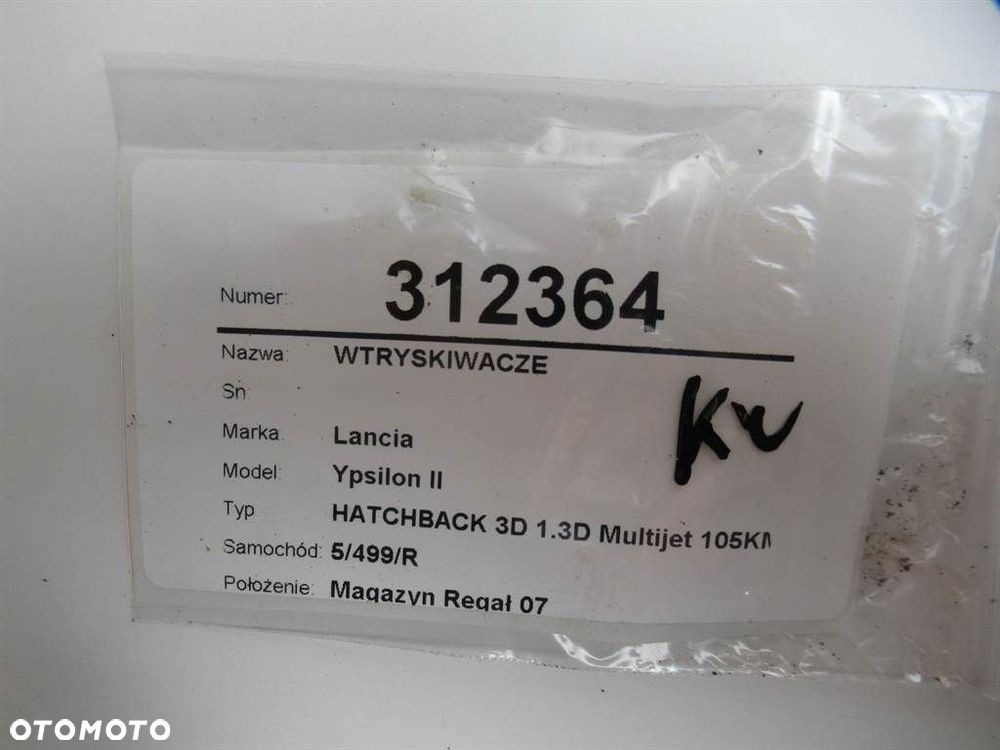 Numer: 312364
Nazwa: WTRYSKIWACZE
Sn:
Marka: Lancia
Model: Ypsilon II
Typ HATCHBACK 3D 1.3D Multijet 105KM
Samochód: 5/499/R
Położenie: Magazyn Regał 07
OTOMOTO